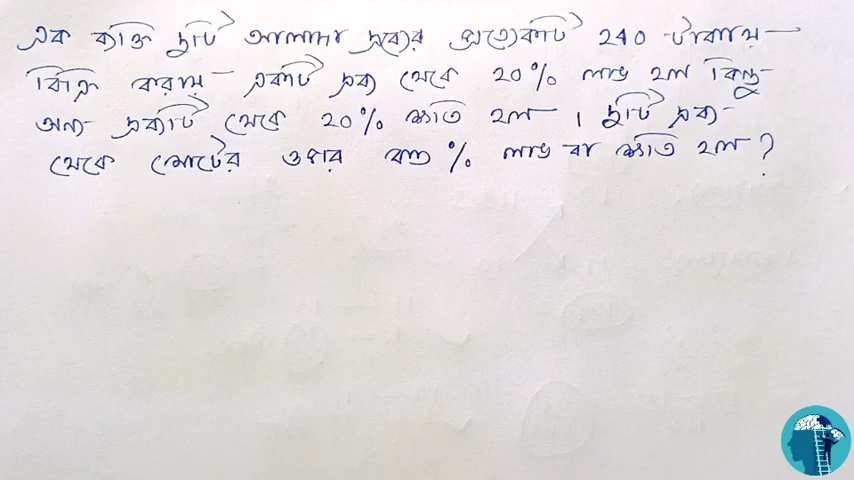 এক ব্যক্তি দুটি আলাদা দ্রব্যের প্রত্যেকটি 240 টাকায়
বিক্রি করায় একটি দ্রব্য থেকে 20% লাভ হল কিন্তু
অন্য দ্রব্যটি থেকে 20% ক্ষতি হল । দুটি দ্রব্য
থেকে মোটের ওপর কত % লাভ বা ক্ষতি হল ?